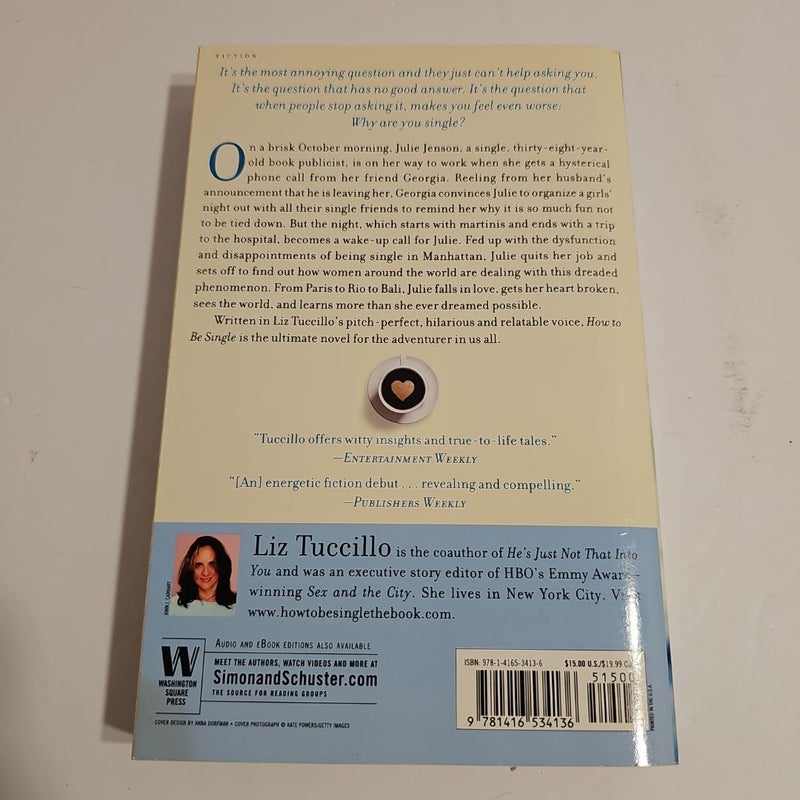 FICTION
It's the most annoying question and they just can't help asking you.
It's the question that has no good answer. It's the question that
when people stop asking it, makes you feel even worse:
Why are you single?
On a brisk October morning, Julie Jenson, a single, thirty-eight-year-
old book publicist, is on her way to work when she gets a hysterical
phone call from her friend Georgia. Reeling from her husband's
announcement that he is leaving her, Georgia convinces Julie to organize a girls'
night out with all their single friends to remind her why it is so much fun not
to be tied down. But the night, which starts with martinis and ends with a trip
to the hospital, becomes a wake-up call for Julie. Fed up with the dysfunction
and disappointments of being single in Manhattan, Julie quits her job and
sets off to find out how women around the world are dealing with this dreaded
phenomenon. From Paris to Rio to Bali, Julie falls in love, gets her heart broken,
sees the world, and learns more than she ever dreamed possible.
Written in Liz Tuccillo's pitch-perfect, hilarious and relatable voice, How to
Be Single is the ultimate novel for the adventurer in us all.
"Tuccillo offers witty insights and true-to-life tales."
—ENTERTAINMENT WEEKLY
"[An] energetic fiction debut . . . revealing and compelling."
—PUBLISHERS WEEKLY
Liz Tuccillo is the coauthor of He's Just Not That Into
You and was an executive story editor of HBO's Emmy Award-
winning Sex and the City. She lives in New York City. Visit
www.howtobesinglethebook.com.
JOHN J. CARHART
W
WASHINGTON
SQUARE
PRESS
AUDIO AND EBOOK EDITIONS ALSO AVAILABLE
MEET THE AUTHORS, WATCH VIDEOS AND MORE AT
SimonandSchuster.com
THE SOURCE FOR READING GROUPS
COVER DESIGN BY ANNA DORFMAN • COVER PHOTOGRAPH © KATE POWERS/GETTY IMAGES
ISBN: 978-1-4165-3413-6 $15.00 U.S./$19.99
51500
9 781416 534136
PRINTED IN THE U.S.A.